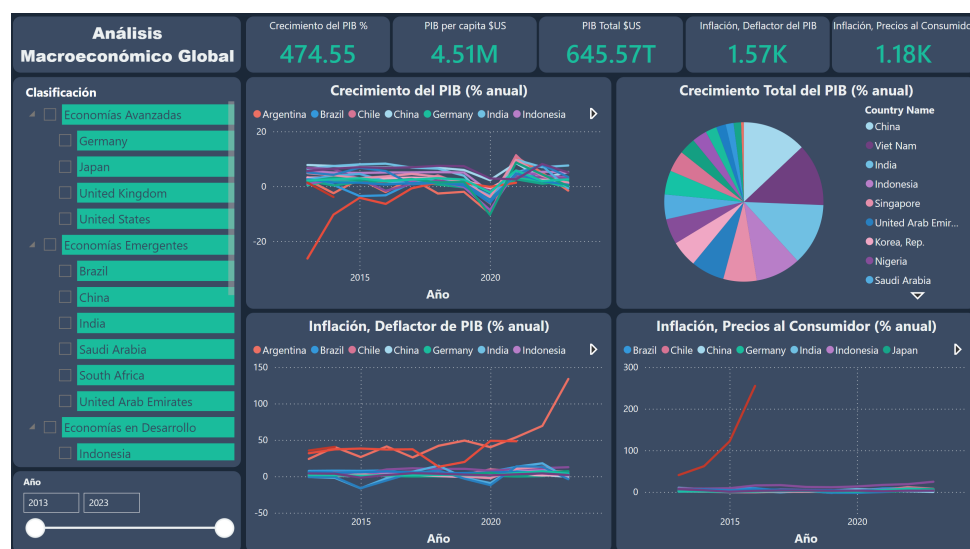 Análisis
Macroeconómico Global
Crecimiento del PIB %
474.55
PIB per capita $US
4.51M
PIB Total $US
645.57T
Inflación, Deflactor del PIB
1.57K
Inflación, Precios al Consumidor
1.18K
Clasificación
Economías Avanzadas
Germany
Japan
United Kingdom
United States
Economías Emergentes
Brazil
China
India
Saudi Arabia
South Africa
United Arab Emirates
Economías en Desarrollo
Indonesia
Año
2013 2023
Crecimiento del PIB (% anual)
Argentina Brazil Chile China Germany India Indonesia
20
0
-20
2015 2020
Año
Crecimiento Total del PIB (% anual)
Country Name
China
Viet Nam
India
Indonesia
Singapore
United Arab Emir...
Korea, Rep.
Nigeria
Saudi Arabia
Inflación, Deflactor de PIB (% anual)
Argentina Brazil Chile China Germany India Indonesia
150
100
50
0
-50
2015 2020
Año
Inflación, Precios al Consumidor (% anual)
Brazil Chile China Germany India Indonesia Japan
300
200
100
0
2015 2020
Año